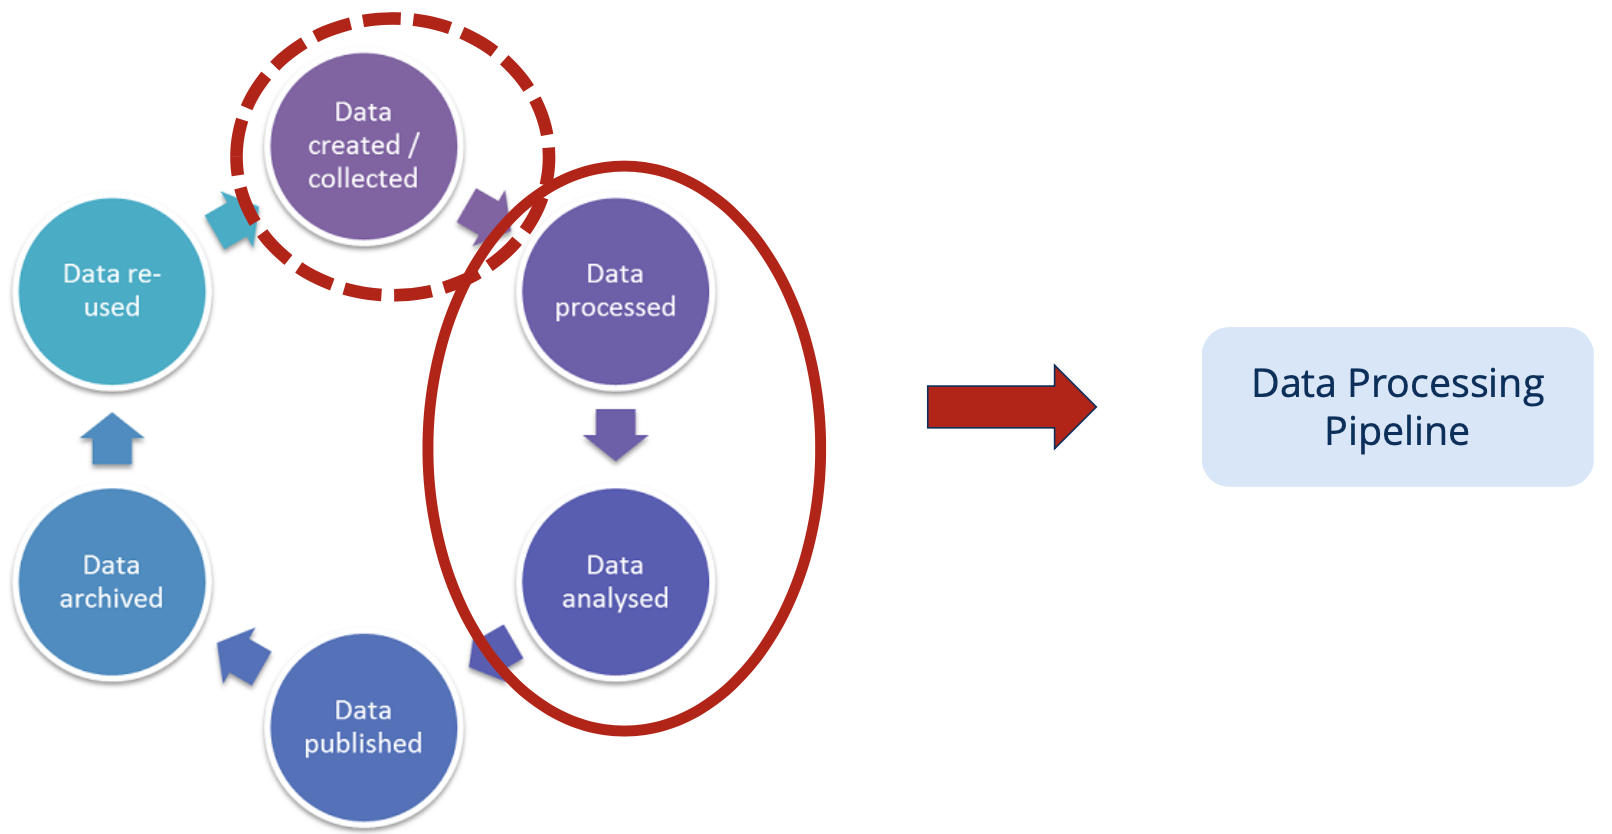 Data
created /
collected
Data
processed
Data
analysed
Data
published
Data
archived
Data re-
used
Data Processing
Pipeline